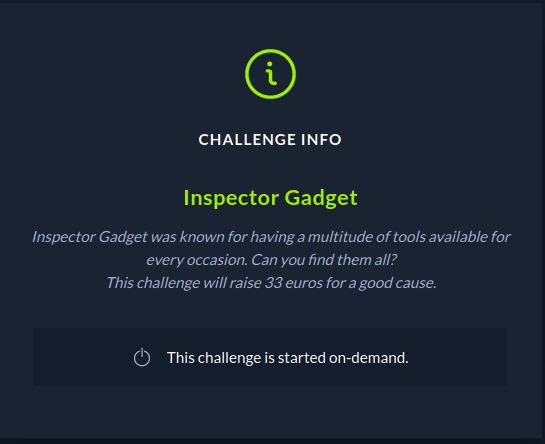 CHALLENGE INFO
Inspector Gadget
Inspector Gadget was known for having a multitude of tools available for
every occasion. Can you find them all?
This challenge will raise 33 euros for a good cause.
This challenge is started on-demand.